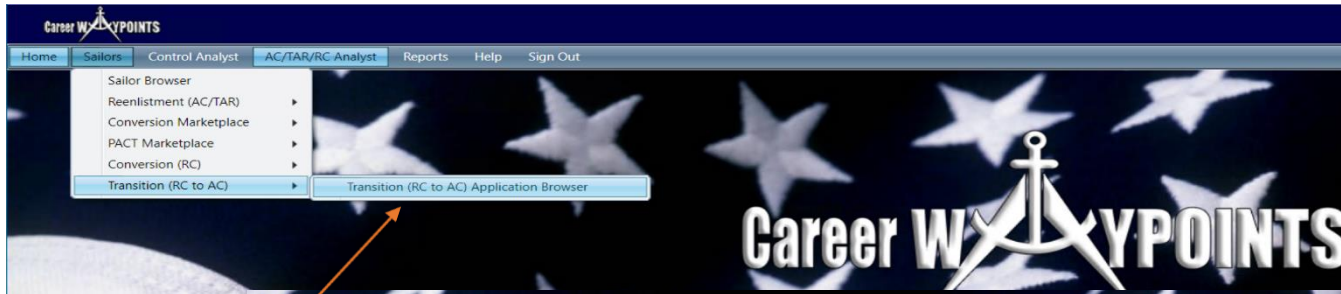 Career WAYPOINTS
Home Sailors Control Analyst AC/TAR/RC Analyst Reports Help Sign Out
Sailor Browser
Reenlistment (AC/TAR)
Conversion Marketplace
PACT Marketplace
Conversion (RC)
Transition (RC to AC) Transition (RC to AC) Application Browser
Career WAYPOINTS